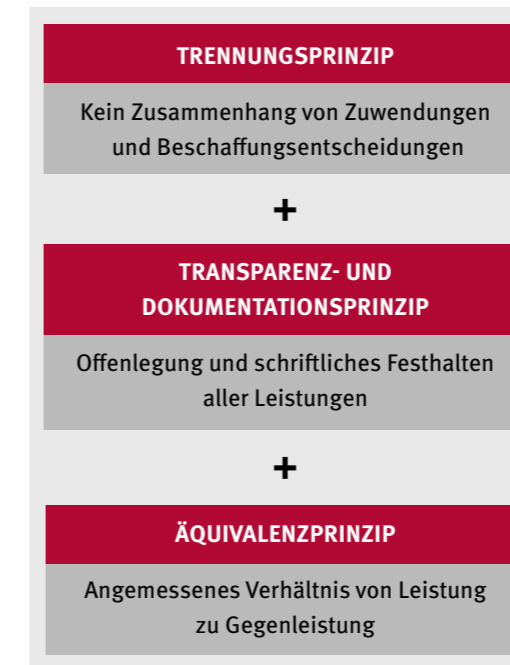 TRENNUNGSPRINZIP
Kein Zusammenhang von Zuwendungen
und Beschaffungsentscheidungen
+
TRANSPARENZ- UND
DOKUMENTATIONSPRINZIP
Offenlegung und schriftliches Festhalten
aller Leistungen
+
ÄQUIVALENZPRINZIP
Angemessenes Verhältnis von Leistung
zu Gegenleistung